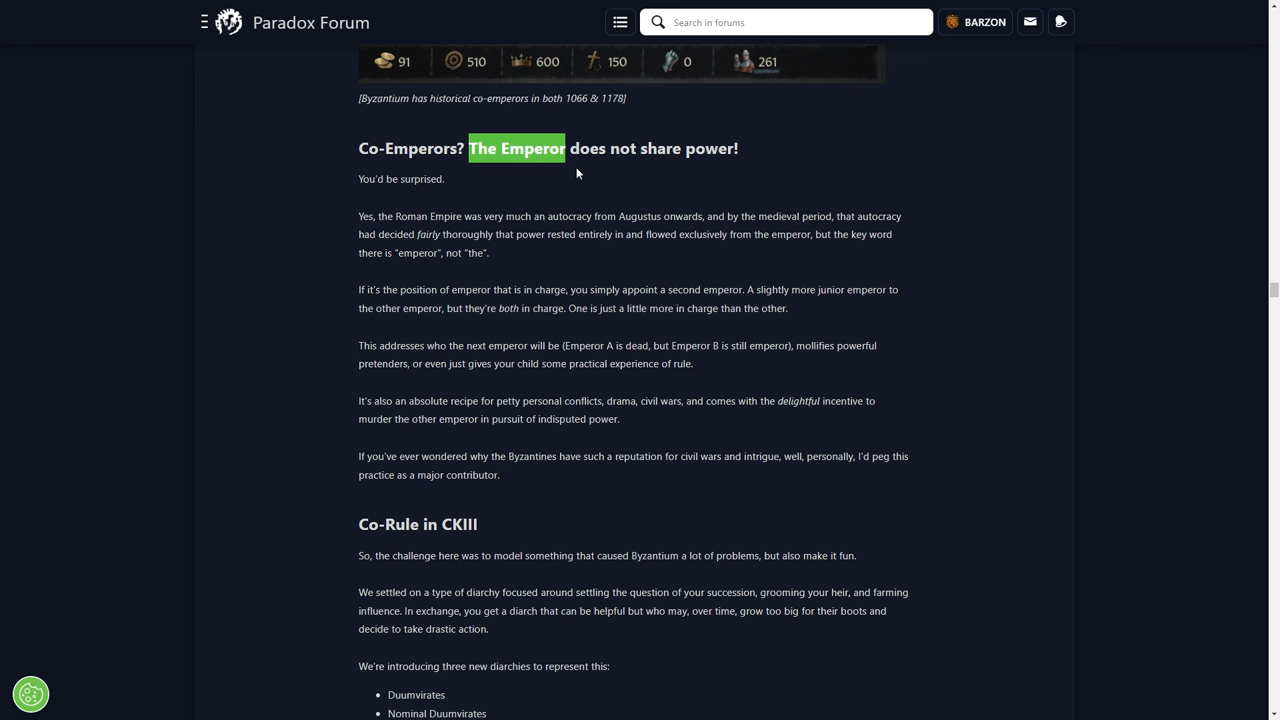 Paradox Forum
Search in forums
BARZON
91 510 600 150 0 261
[Byzantium has historical co-emperors in both 1066 & 1178]
Co-Emperors? The Emperor does not share power!
You'd be surprised.
Yes, the Roman Empire was very much an autocracy from Augustus onwards, and by the medieval period, that autocracy
had decided fairly thoroughly that power rested entirely in and flowed exclusively from the emperor, but the key word
there is "emperor", not "the".
If it's the position of emperor that is in charge, you simply appoint a second emperor. A slightly more junior emperor to
the other emperor, but they're both in charge. One is just a little more in charge than the other.
This addresses who the next emperor will be (Emperor A is dead, but Emperor B is still emperor), mollifies powerful
pretenders, or even just gives your child some practical experience of rule.
It's also an absolute recipe for petty personal conflicts, drama, civil wars, and comes with the delightful incentive to
murder the other emperor in pursuit of indisputed power.
If you've ever wondered why the Byzantines have such a reputation for civil wars and intrigue, well, personally, I'd peg this
practice as a major contributor.
Co-Rule in CKIII
So, the challenge here was to model something that caused Byzantium a lot of problems, but also make it fun.
We settled on a type of diarchy focused around settling the question of your succession, grooming your heir, and farming
influence. In exchange, you get a diarch that can be helpful but who may, over time, grow too big for their boots and
decide to take drastic action.
We're introducing three new diarchies to represent this:
• Duumvirates
• Nominal Duumvirates